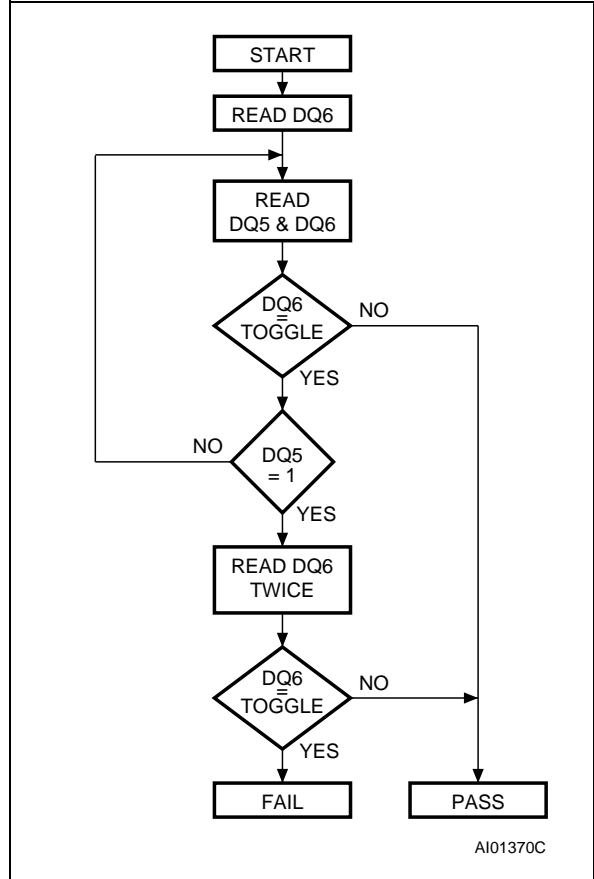 START
READ DQ6
READ
DQ5 & DQ6
DQ6
=
TOGGLE
NO
YES
NO
DQ5
= 1
YES
READ DQ6
TWICE
DQ6
=
TOGGLE
NO
YES
FAIL
PASS
AI01370C